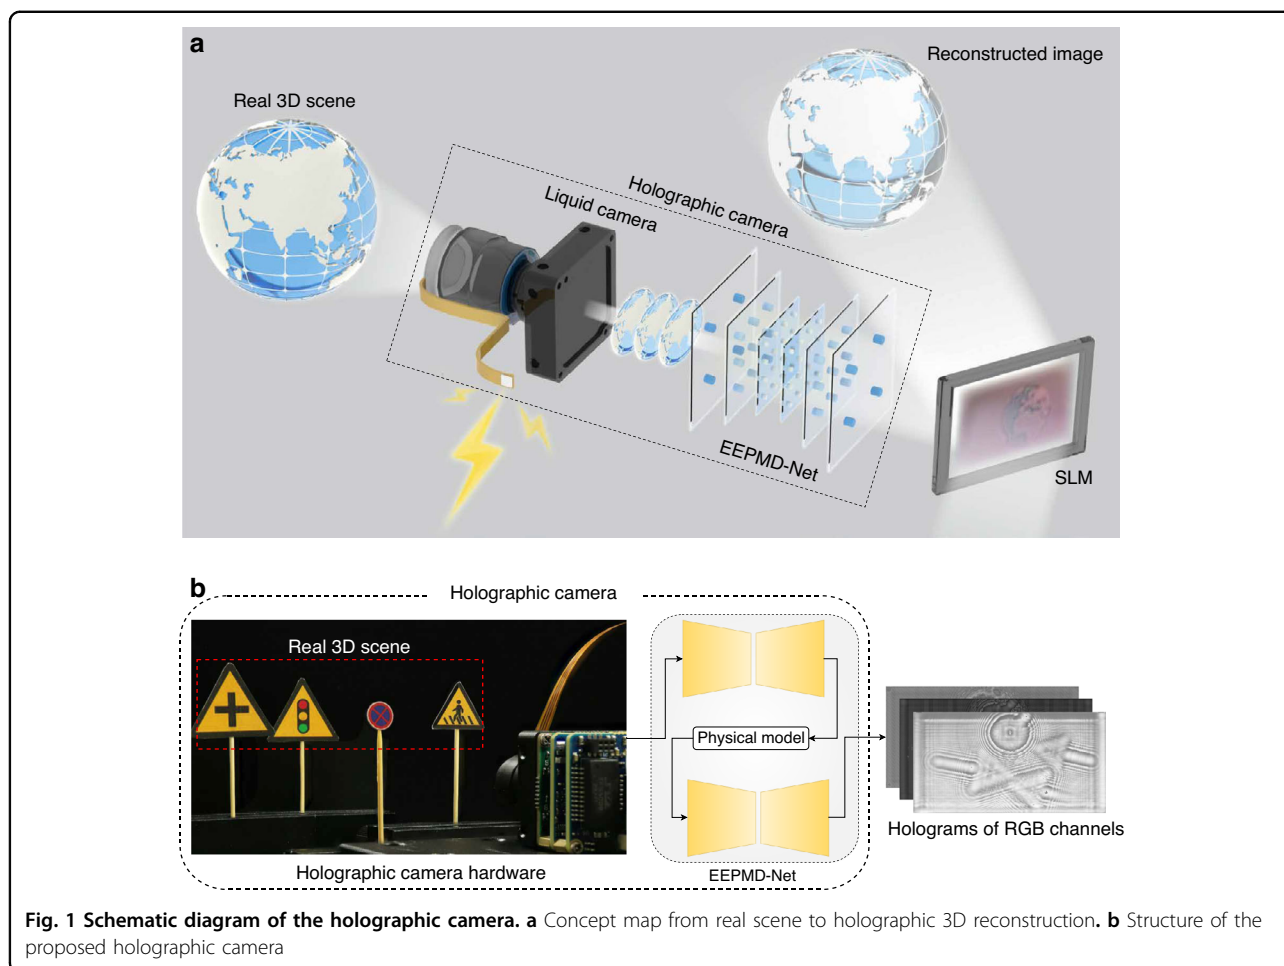 a
Reconstructed image
Real 3D scene
Holographic camera
Liquid camera
EEPMD-Net
SLM
b
Holographic camera
Real 3D scene
Physical model
Holograms of RGB channels
Holographic camera hardware
EEPMD-Net
Fig. 1 Schematic diagram of the holographic camera. a Concept map from real scene to holographic 3D reconstruction. b Structure of the
proposed holographic camera